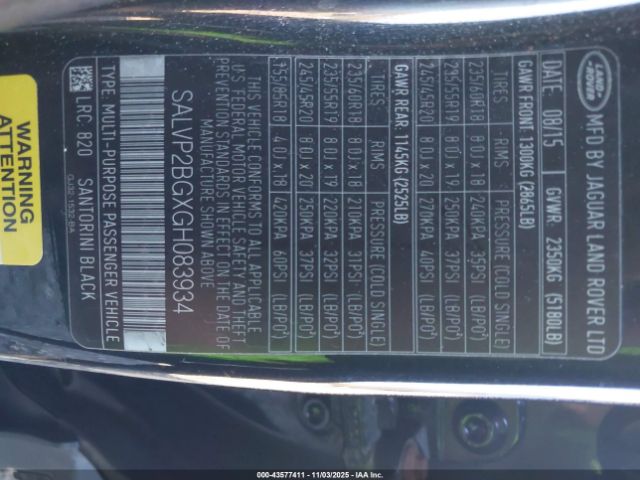 LAND
ROVER
MFD BY JAGUAR LAND ROVER LTD
DATE: 08/15 GVWR: 2350KG (5180LB)
GAWR FRONT: 1300KG (2865LB)
TIRES RIMS PRESSURE (COLD SINGLE)
235/60R18 8.0J x 18 240KPA 35PSI (LB/PO²)
235/55R19 8.0J x 19 250KPA 37PSI (LB/PO²)
245/45R20 8.0J x 20 270KPA 40PSI (LB/PO²)
GAWR REAR: 1145KG (2525LB)
TIRES RIMS PRESSURE (COLD SINGLE)
235/60R18 8.0J x 18 210KPA 31PSI (LB/PO²)
235/55R19 8.0J x 19 220KPA 32PSI (LB/PO²)
245/45R20 8.0J x 20 250KPA 37PSI (LB/PO²)
155/85R18 4.0J x 18 420KPA 60PSI (LB/PO²)
THIS VEHICLE CONFORMS TO ALL APPLICABLE
U.S. FEDERAL MOTOR VEHICLE SAFETY AND THEFT
PREVENTION STANDARDS IN EFFECT ON THE DATE OF
MANUFACTURE SHOWN ABOVE
SALVP2BGXGH083934
TYPE: MULTI-PURPOSE PASSENGER VEHICLE
LRC: 820 SANTORINI BLACK
GJ32-1532-BA
WARNING
ATTENTION
000-43577411 - 11/03/2025 - IAA Inc.